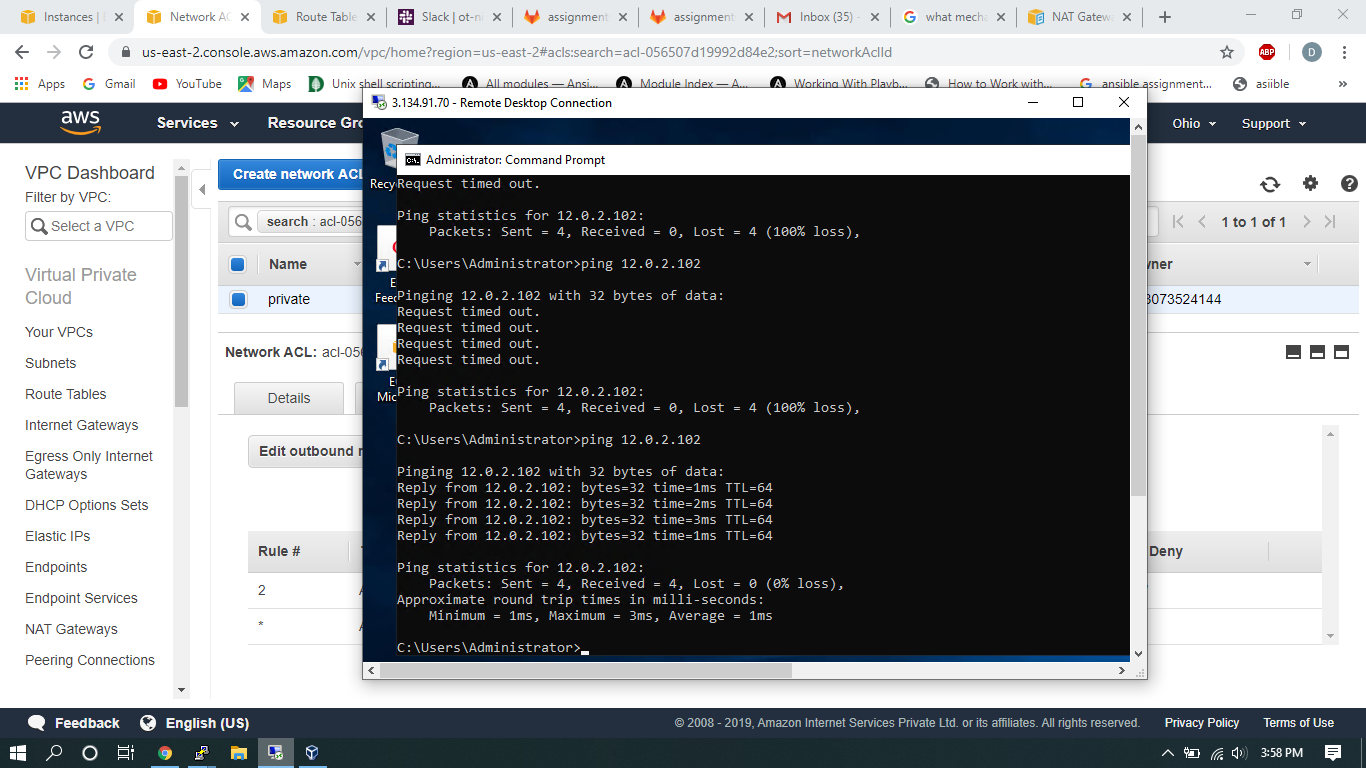 Instances | E
Network AC
Route Table
Slack | ot-ni
assignment
assignment
Inbox (35) -
what mecha
NAT Gatew
us-east-2.console.aws.amazon.com/vpc/home?region=us-east-2#acls:search=acl-056507d19992d84e2;sort=networkAclId
ABP
D
Apps
Gmail
YouTube
Maps
Unix shell scripting...
All modules — Ansi...
Module Index — A...
Working With Playb...
How to Work with...
ansible assignment...
asiible
aws
Services
Resource Gro
Ohio
Support
3.134.91.70 - Remote Desktop Connection
VPC Dashboard
Filter by VPC:
Select a VPC
Virtual Private
Cloud
Your VPCs
Subnets
Route Tables
Internet Gateways
Egress Only Internet
Gateways
DHCP Options Sets
Elastic IPs
Endpoints
Endpoint Services
NAT Gateways
Peering Connections
Create network ACL
search : acl-056
1 to 1 of 1
Name
wner
private
3073524144
Network ACL: acl-056
Details
Edit outbound r
Rule #
Deny
2
*
Recy
E
Feec
E
Mic
Administrator: Command Prompt
Request timed out.
Ping statistics for 12.0.2.102:
Packets: Sent = 4, Received = 0, Lost = 4 (100% loss),
C:\Users\Administrator>ping 12.0.2.102
Pinging 12.0.2.102 with 32 bytes of data:
Request timed out.
Request timed out.
Request timed out.
Request timed out.
Ping statistics for 12.0.2.102:
Packets: Sent = 4, Received = 0, Lost = 4 (100% loss),
C:\Users\Administrator>ping 12.0.2.102
Pinging 12.0.2.102 with 32 bytes of data:
Reply from 12.0.2.102: bytes=32 time=1ms TTL=64
Reply from 12.0.2.102: bytes=32 time=2ms TTL=64
Reply from 12.0.2.102: bytes=32 time=3ms TTL=64
Reply from 12.0.2.102: bytes=32 time=1ms TTL=64
Ping statistics for 12.0.2.102:
Packets: Sent = 4, Received = 4, Lost = 0 (0% loss),
Approximate round trip times in milli-seconds:
Minimum = 1ms, Maximum = 3ms, Average = 1ms
C:\Users\Administrator>
Feedback
English (US)
© 2008 - 2019, Amazon Internet Services Private Ltd. or its affiliates. All rights reserved.
Privacy Policy
Terms of Use
3:58 PM